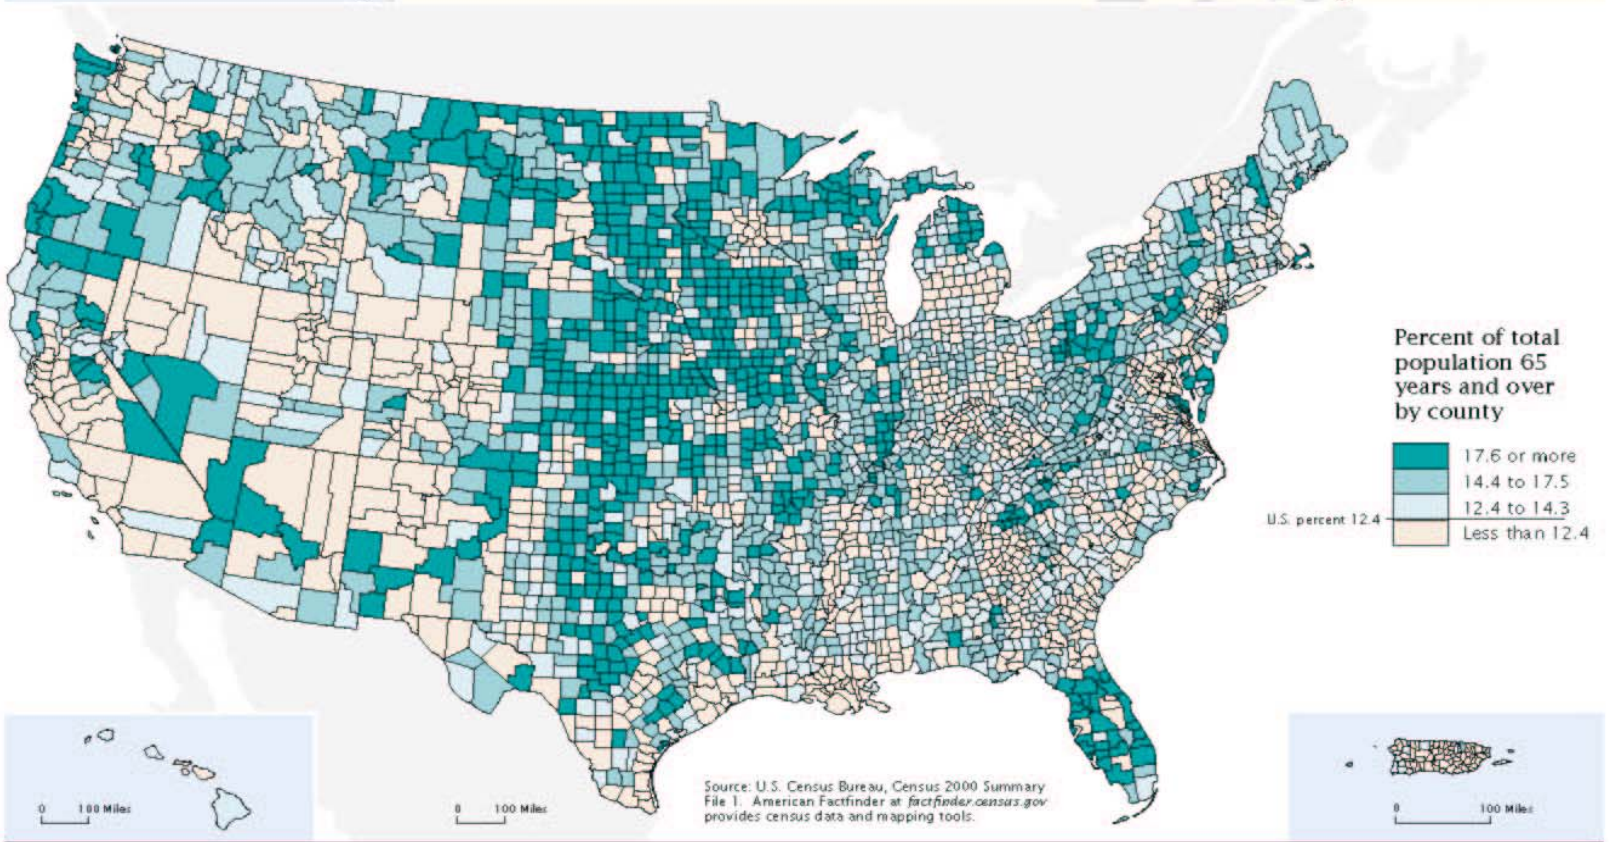 Percent of total
population 65
years and over
by county
17.6 or more
14.4 to 17.5
12.4 to 14.3
U.S. percent 12.4
Less than 12.4
0 100 Miles
0 100 Miles
Source: U.S. Census Bureau, Census 2000 Summary
File 1. American Factfinder at factfinder.census.gov
provides census data and mapping tools.
0 100 Miles